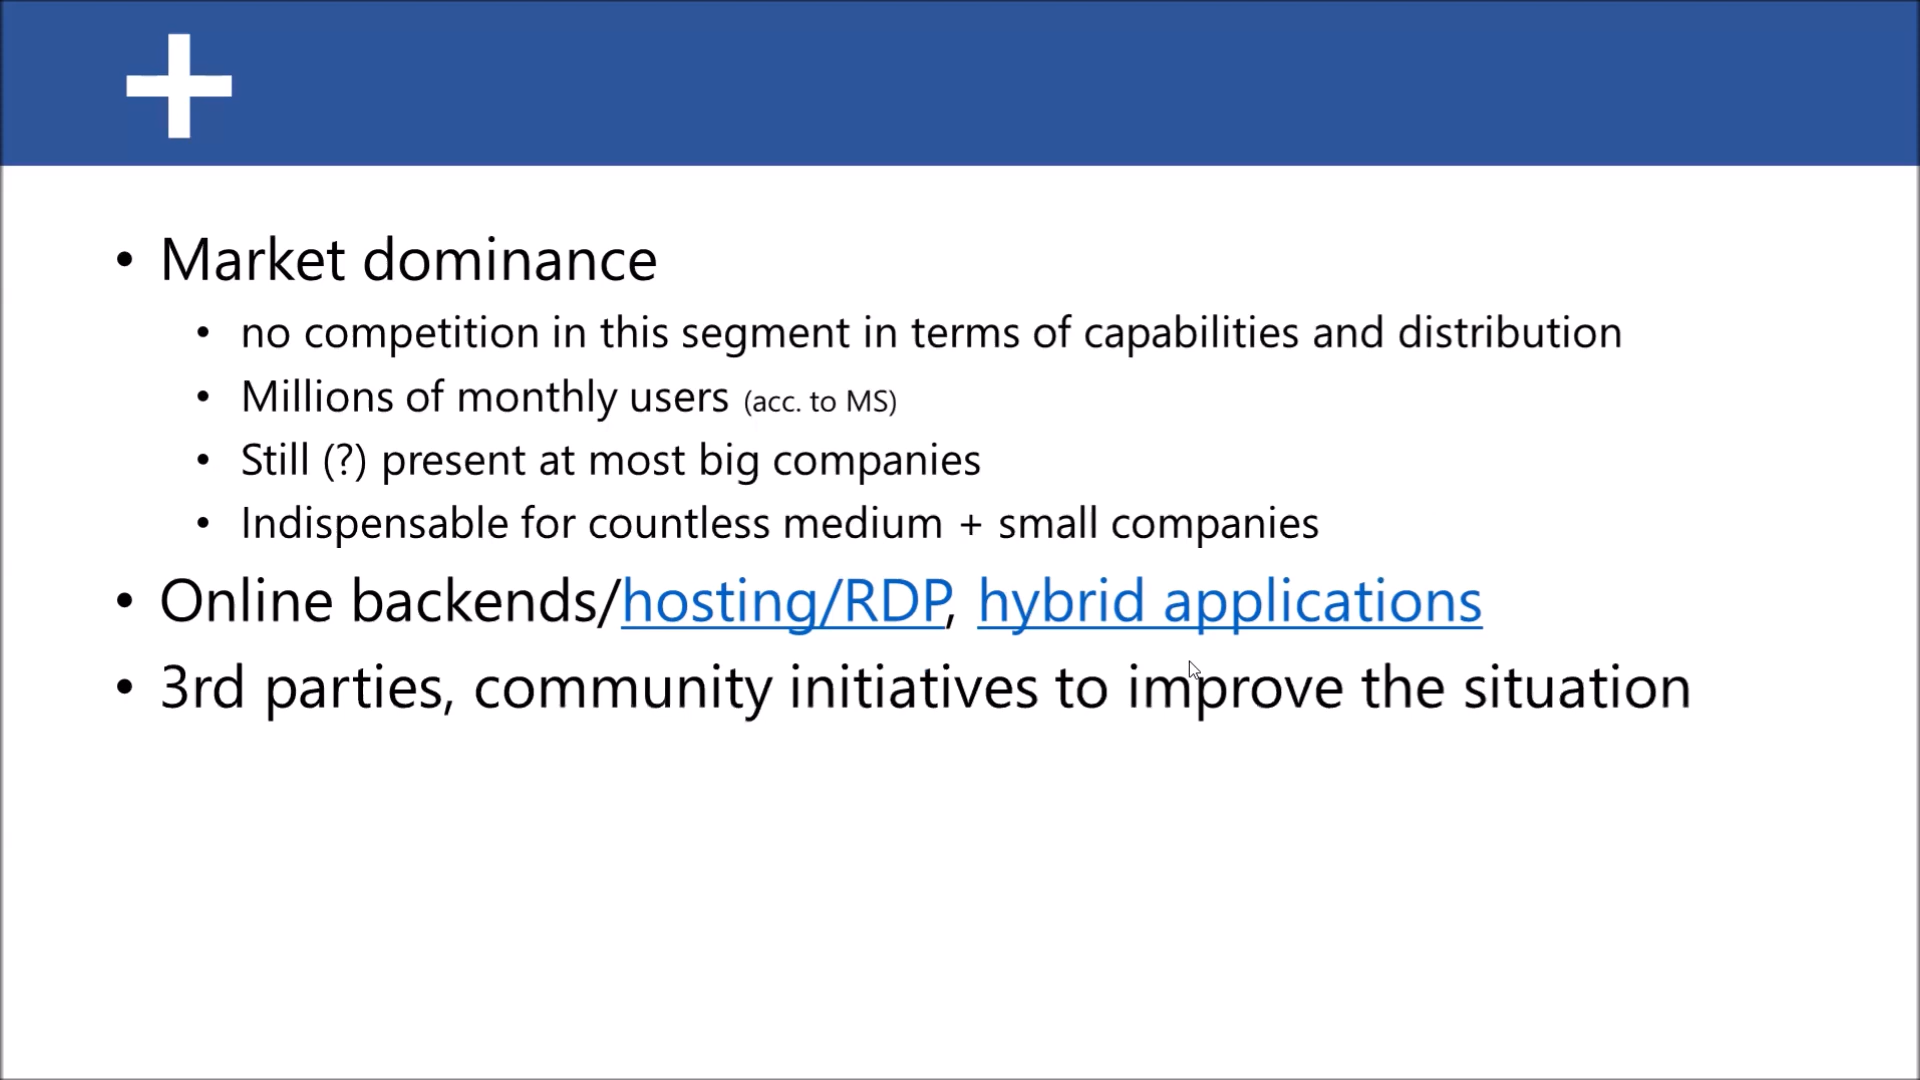 +
• Market dominance
• no competition in this segment in terms of capabilities and distribution
• Millions of monthly users (acc. to MS)
• Still (?) present at most big companies
• Indispensable for countless medium + small companies
• Online backends/hosting/RDP, hybrid applications
• 3rd parties, community initiatives to improve the situation